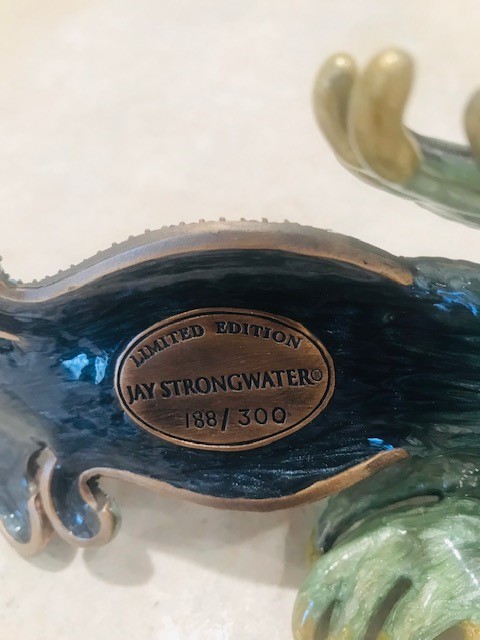 LIMITED EDITION
JAY STRONGWATER®
188/300